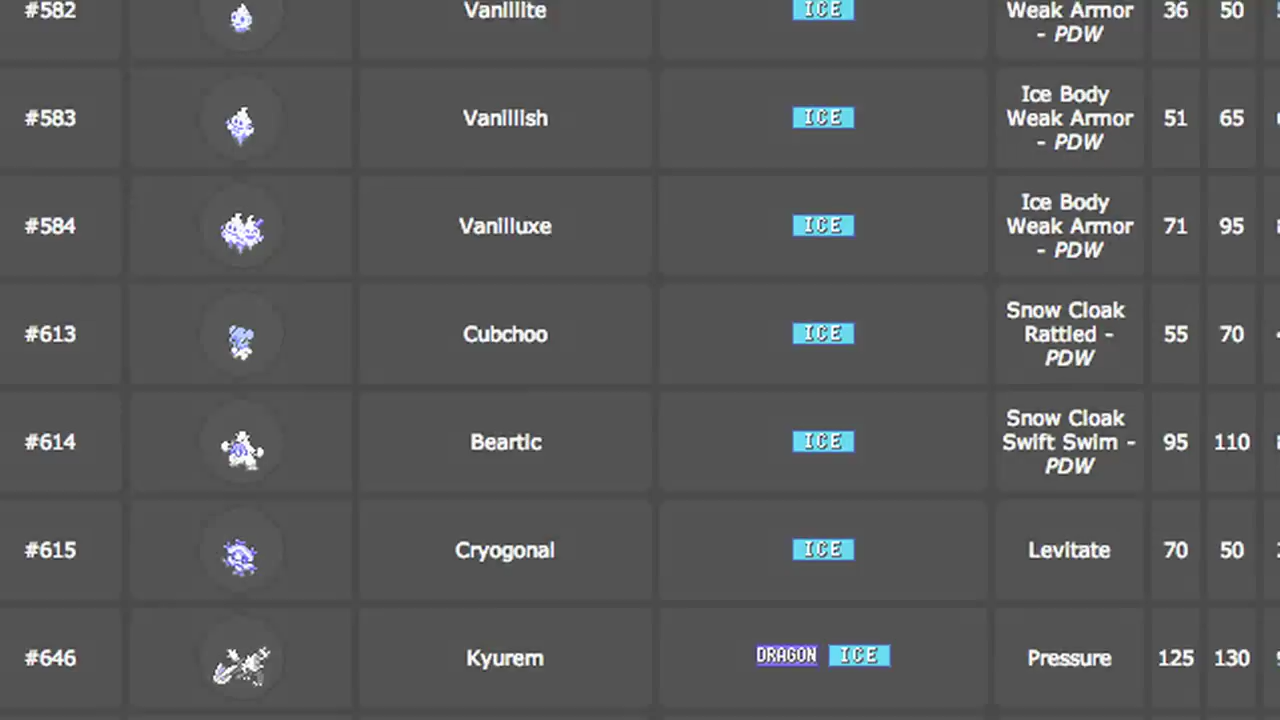 #582 Vanillite ICE Weak Armor 36 50
- PDW
Ice Body
#583 Vanillish ICE Weak Armor 51 65
- PDW
Ice Body
#584 Vanilluxe ICE Weak Armor 71 95
- PDW
Snow Cloak
#613 Cubchoo ICE Rattled - 55 70
PDW
Snow Cloak
#614 Beartic ICE Swift Swim - 95 110
PDW
#615 Cryogonal ICE Levitate 70 50
#646 Kyurem DRAGON ICE Pressure 125 130